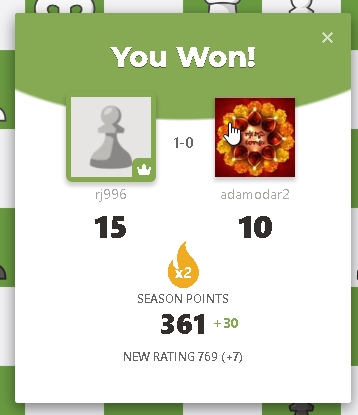 You Won!
1-0
rj996
adamodar2
15
10
x2
SEASON POINTS
361 +30
NEW RATING 769 (+7)